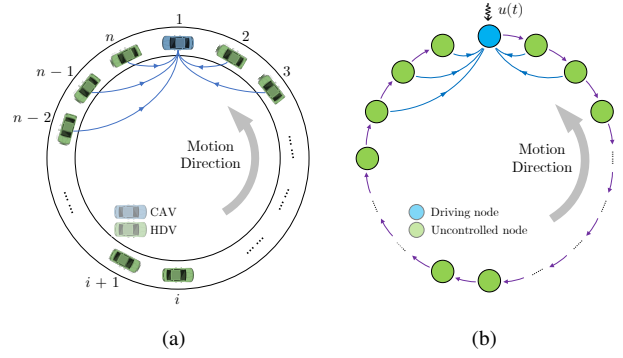 1
n
2
n − 1
3
n − 2
Motion
Direction
CAV
HDV
i + 1
i
(a)
u(t)
Motion
Direction
Driving node
Uncontrolled node
(b)